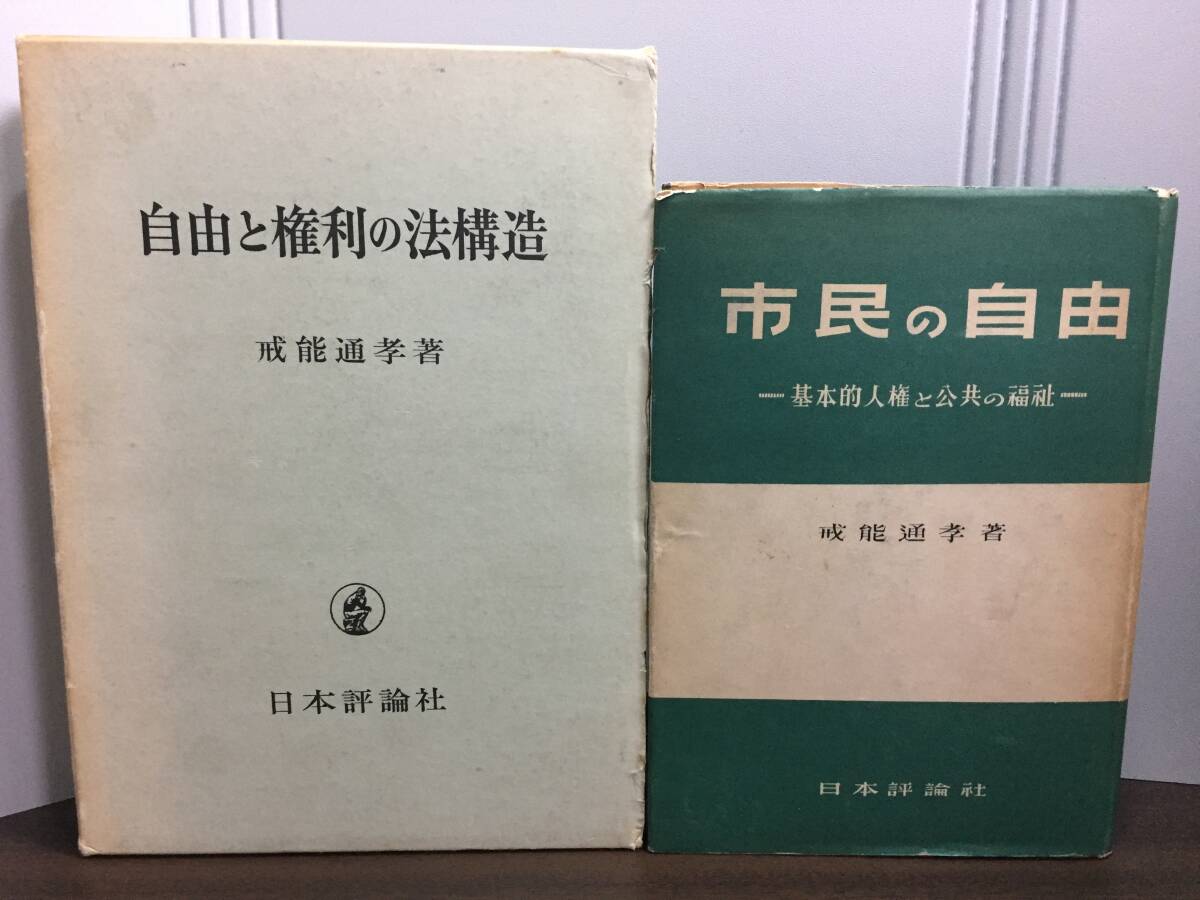 自由と権利の法構造
戒能通孝著
日本評論社
市民の自由
―基本的人権と公共の福祉―
戒能通孝著
日本評論社